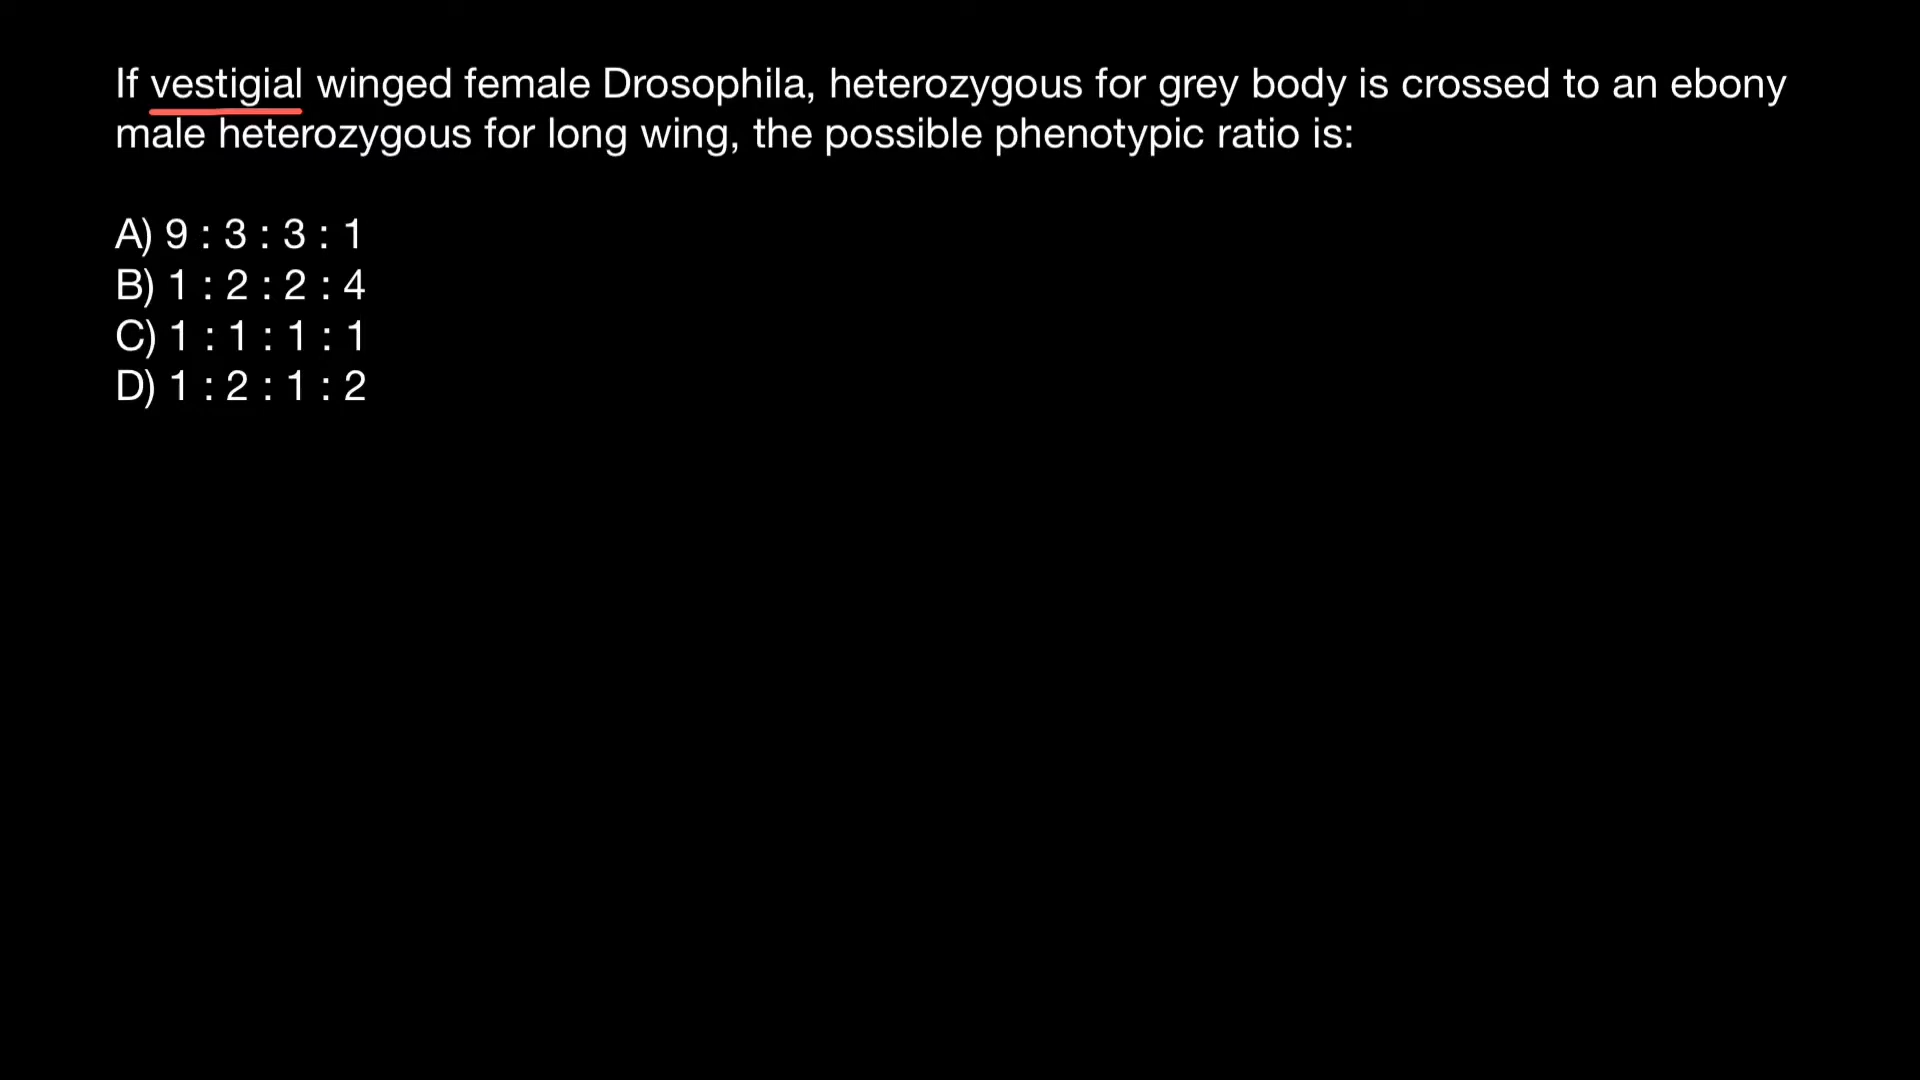 If vestigial winged female Drosophila, heterozygous for grey body is crossed to an ebony
male heterozygous for long wing, the possible phenotypic ratio is:
A) 9 : 3 : 3 : 1
B) 1 : 2 : 2 : 4
C) 1 : 1 : 1 : 1
D) 1 : 2 : 1 : 2